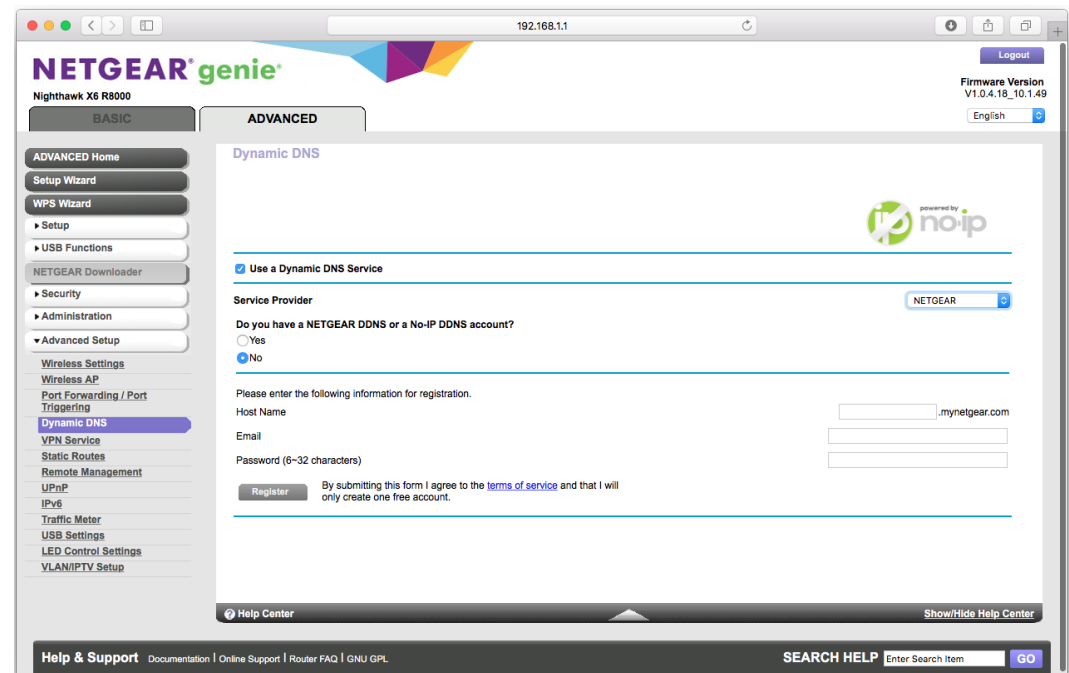 192.168.1.1
NETGEAR® genie®
Logout
Nighthawk X6 R8000
Firmware Version
V1.0.4.18_10.1.49
English
BASIC
ADVANCED
ADVANCED Home
Setup Wizard
WPS Wizard
Setup
USB Functions
NETGEAR Downloader
Security
Administration
Advanced Setup
Wireless Settings
Wireless AP
Port Forwarding / Port
Triggering
Dynamic DNS
VPN Service
Static Routes
Remote Management
UPnP
IPv6
Traffic Meter
USB Settings
LED Control Settings
VLAN/IPTV Setup
Dynamic DNS
powered by
no·ip
Use a Dynamic DNS Service
Service Provider
NETGEAR
Do you have a NETGEAR DDNS or a No-IP DDNS account?
Yes
No
Please enter the following information for registration.
Host Name
.mynetgear.com
Email
Password (6~32 characters)
Register
By submitting this form I agree to the terms of service and that I will
only create one free account.
? Help Center
Show/Hide Help Center
Help & Support Documentation | Online Support | Router FAQ | GNU GPL
SEARCH HELP Enter Search Item GO